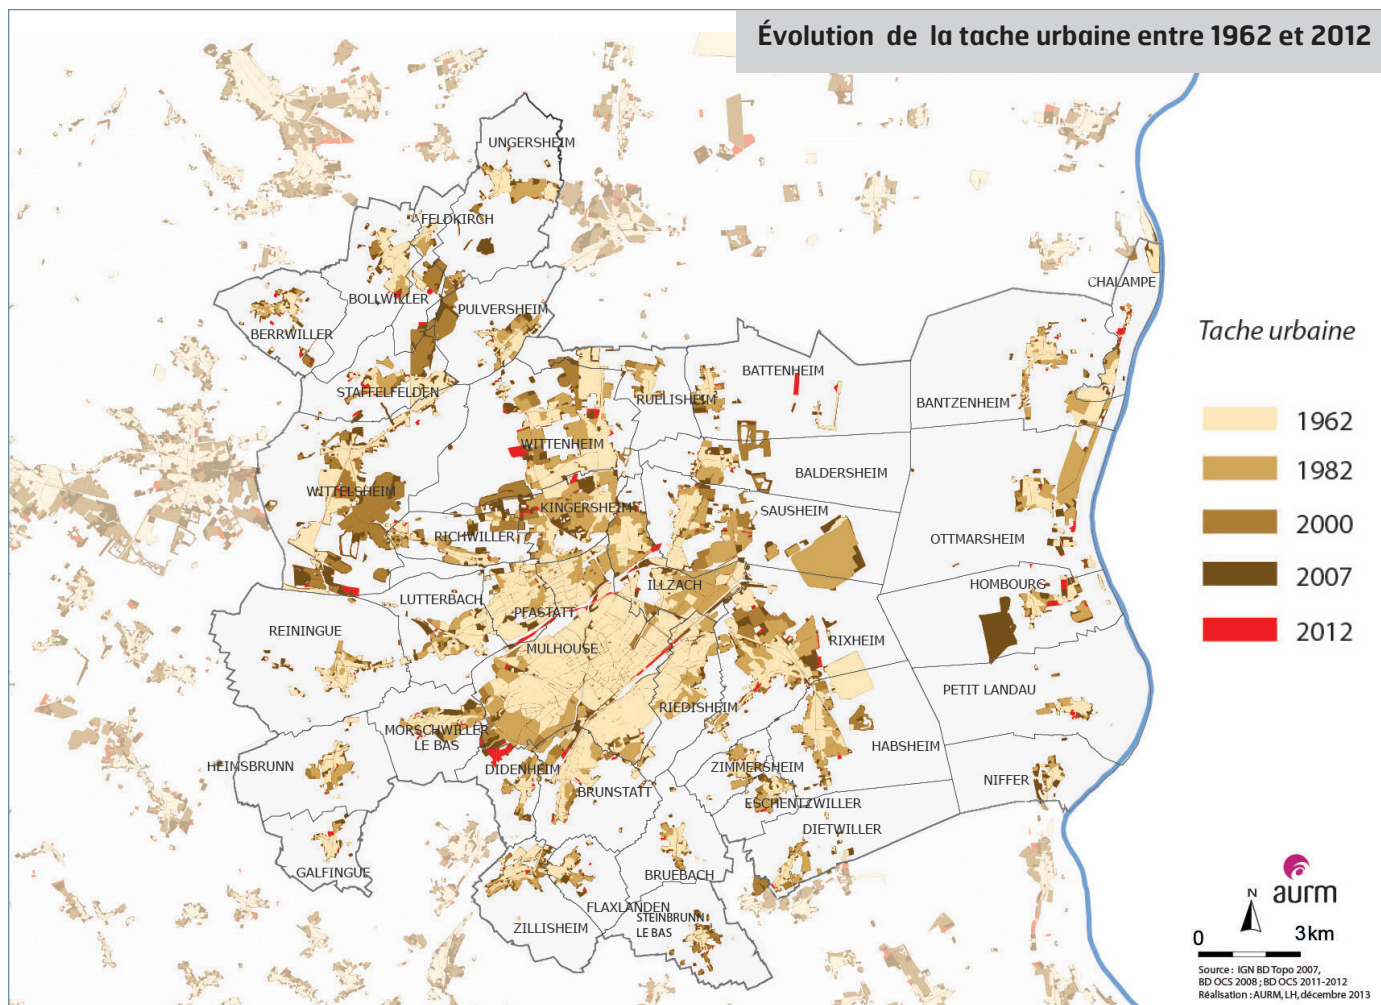 Évolution de la tache urbaine entre 1962 et 2012
UNGERSHEIM
FELDKIRCH
CHALAMPE
BOLLWILLER
PULVERSHEIM
BERRWILLER
Tache urbaine
BATTENHEIM
STAFFELFELDEN
RUELISHEIM
BANTZENHEIM
1962
WITTENHEIM
1982
BALDERSHEIM
WITTELSHEIM
KINGERSHEIM
SAUSHEIM
2000
RICHWILLER
OTTMARSHEIM
2007
ILLZACH
HOMBOURG
LUTTERBACH
PFASTATT
REININGUE
2012
RIXHEIM
MULHOUSE
PETIT LANDAU
RIEDISHEIM
MORSCHWILLER
LE BAS
HABSHEIM
HEINSBRUNN
DIDENHEIM
ZIMMERSHEIM
NIFFER
BRUNSTATT
ESCHENTZWILLER
DIETWILLER
GALFINGUE
BRUEBACH
N
aurm
FLAXLANDEN
STEINBRUNN
LE BAS
ZILLISHEIM
0 3 km
Source : IGN BD Topo 2007,
BD OCS 2008 ; BD OCS 2011-2012
Réalisation : AURM, LH, décembre 2013